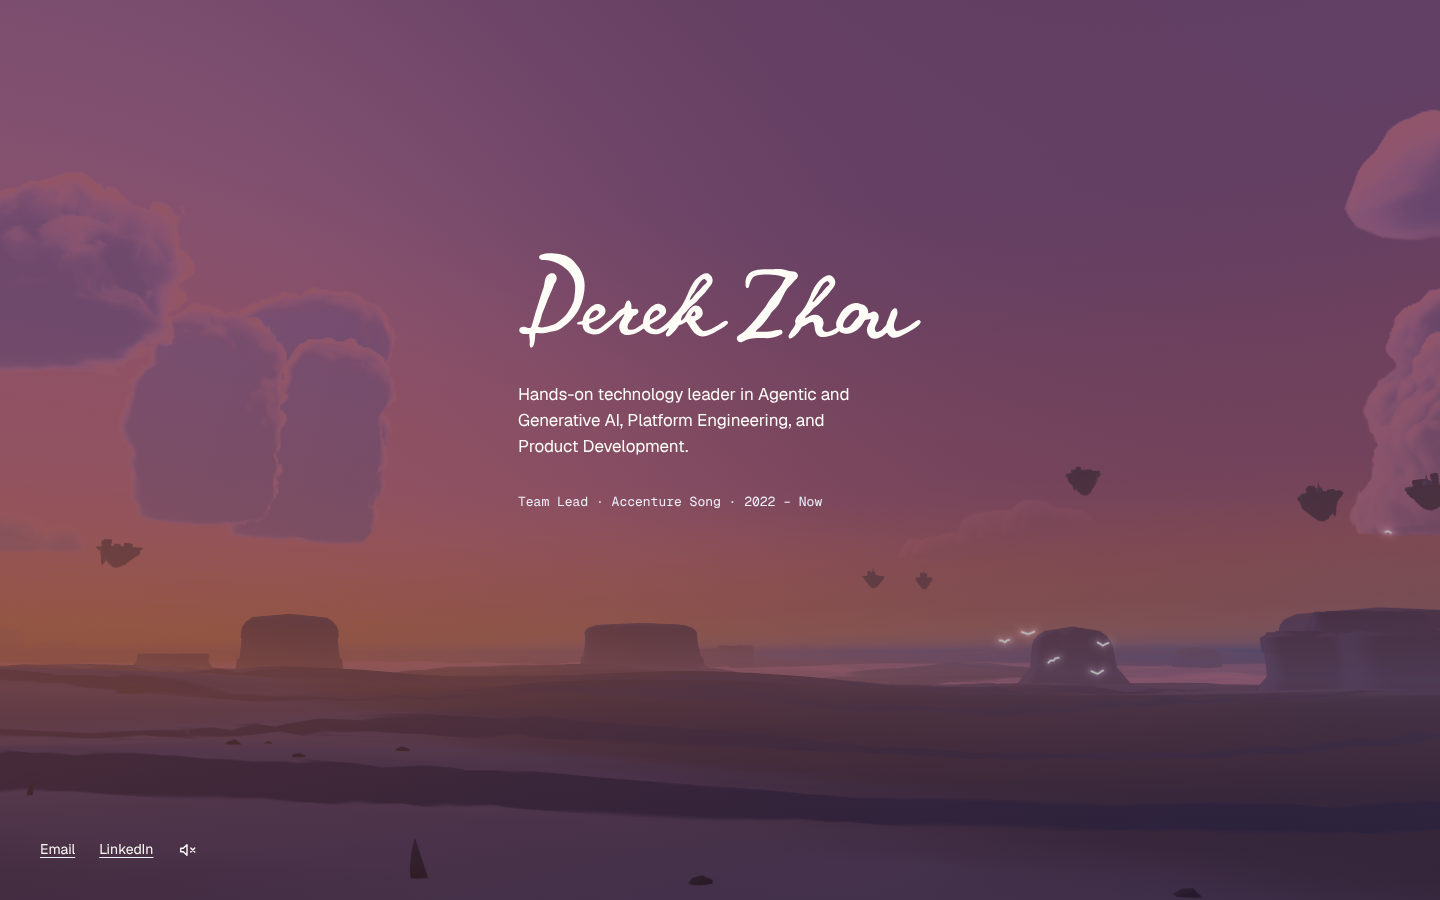 Derek Zhou
Hands-on technology leader in Agentic and
Generative AI, Platform Engineering, and
Product Development.
Team Lead · Accenture Song · 2022 – Now
Email LinkedIn